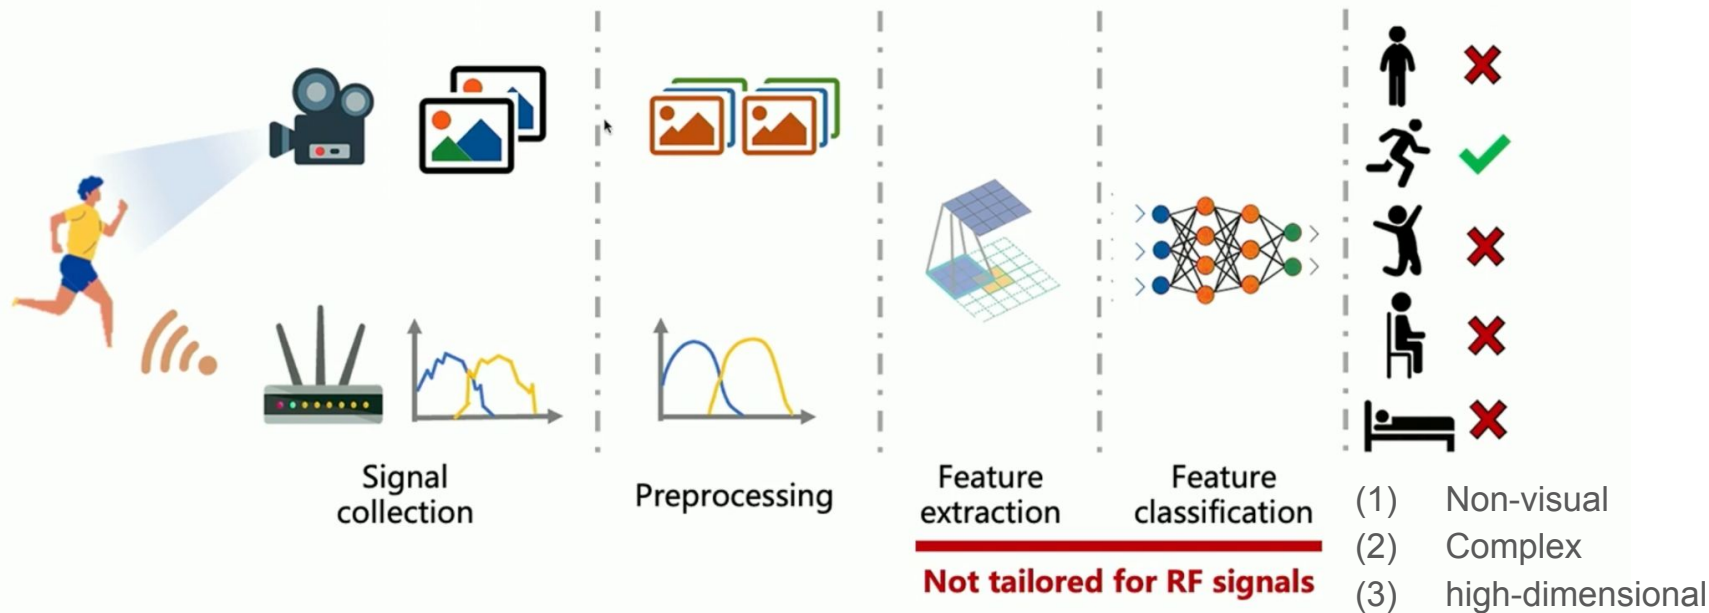 Signal
collection
Preprocessing
Feature
extraction
Feature
classification
Not tailored for RF signals
(1) Non-visual
(2) Complex
(3) high-dimensional